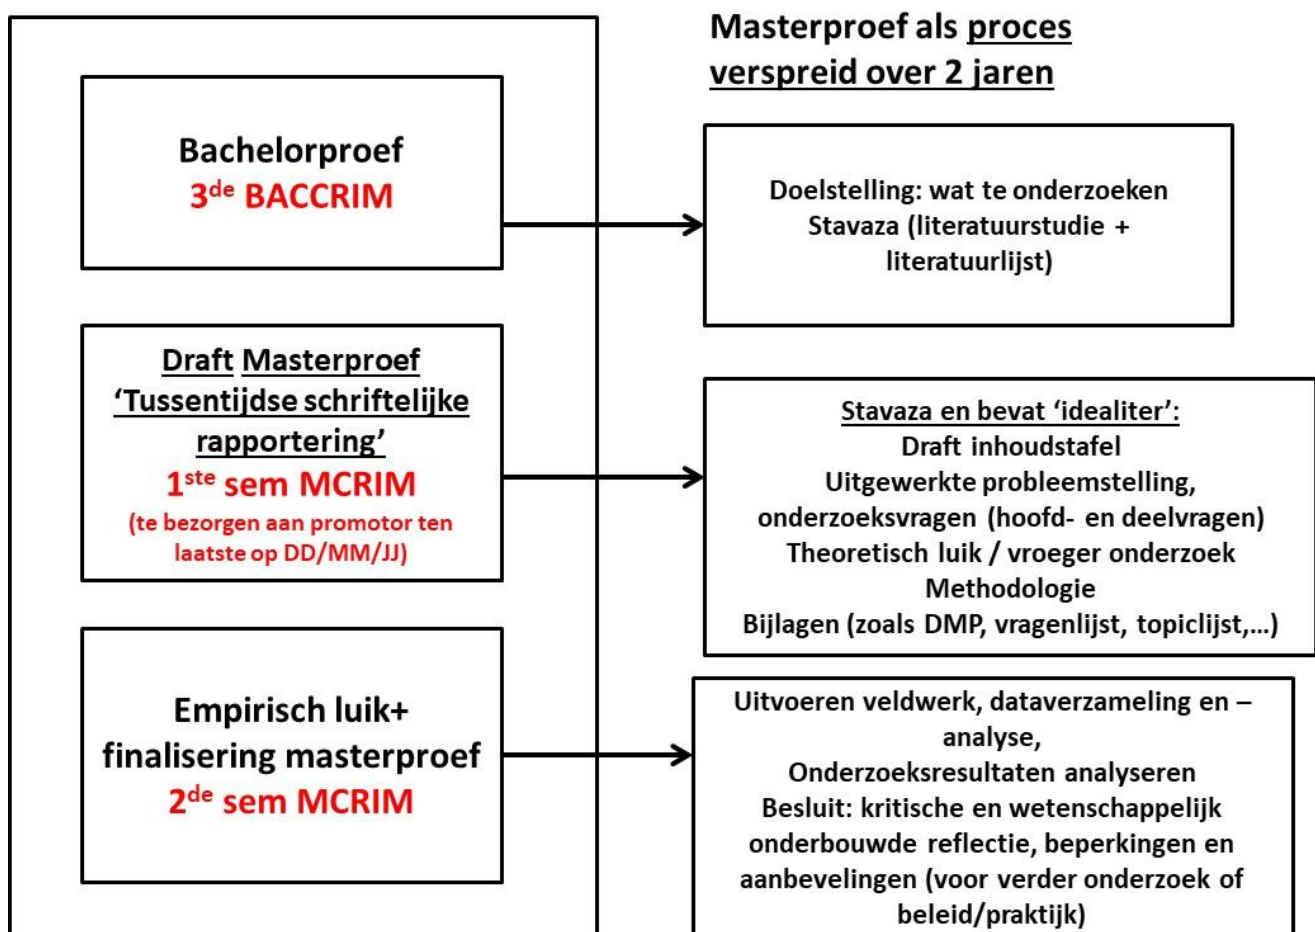 Masterproef als proces
verspreid over 2 jaren
Bachelorproef
3de BACCRIM
Doelstelling: wat te onderzoeken
Stavaza (literatuurstudie +
literatuurlijst)
Draft Masterproef
‘Tussentijdse schriftelijke
rapportering’
1ste sem MCRIM
(te bezorgen aan promotor ten
laatste op DD/MM/JJ)
Stavaza en bevat ‘idealiter’:
Draft inhoudstafel
Uitgewerkte probleemstelling,
onderzoeksvragen (hoofd- en deelvragen)
Theoretisch luik / vroeger onderzoek
Methodologie
Bijlagen (zoals DMP, vragenlijst, topiclijst,...)
Empirisch luik+
finalisering masterproef
2de sem MCRIM
Uitvoeren veldwerk, dataverzameling en –
analyse,
Onderzoeksresultaten analyseren
Besluit: kritische en wetenschappelijk
onderbouwde reflectie, beperkingen en
aanbevelingen (voor verder onderzoek of
beleid/praktijk)